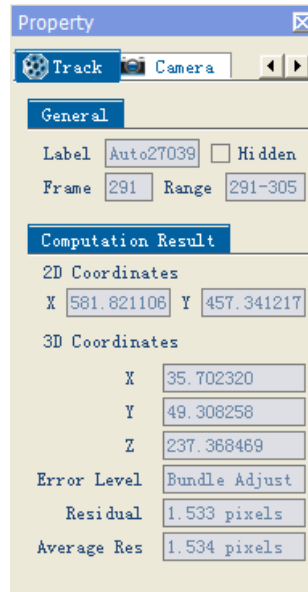 Property
Track Camera
General
Label Auto27039 Hidden
Frame 291 Range 291-305
Computation Result
2D Coordinates
X 581.821106 Y 457.341217
3D Coordinates
X 35.702320
Y 49.308258
Z 237.368469
Error Level Bundle Adjust
Residual 1.533 pixels
Average Res 1.534 pixels